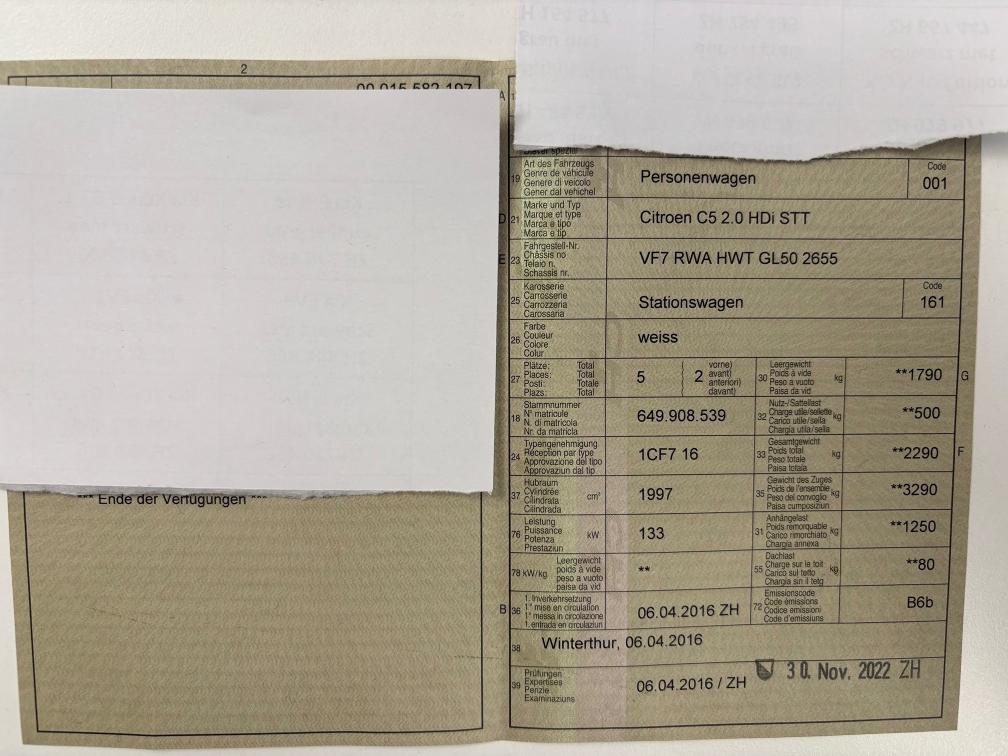 2
00.015.582.197
*** Ende der Verfügungen ***
A
19 Art des Fahrzeugs
Genre de véhicule
Genere di veicolo
Gener dal vehichel
Personenwagen
Code
001
D 21 Marke und Typ
Marque et type
Marca e tipo
Marca e tip
Citroen C5 2.0 HDi STT
E 23 Fahrgestell-Nr.
Châssis no
Telaio n.
Schassis nr.
VF7 RWA HWT GL50 2655
25 Karosserie
Carrosserie
Carrozzeria
Carossaria
Stationswagen
Code
161
26 Farbe
Couleur
Colore
Colur
weiss
27 Plätze: Total
Places: Total
Posti: Totale
Plazs: Total
5
2 vorne)
avant)
anteriori)
davant)
30 Leergewicht
Poids à vide
Peso a vuoto
Paisa da vid
kg
**1790 G
18 Stammnummer
N° matricule
N. di matricola
Nr. da matricla
649.908.539
32 Nutz-/Sattellast
Charge utile/sellette
Carico utile/sella
Chargia utila/sella
kg
**500
24 Typengenehmigung
Réception par type
Approvazione del tipo
Approvaziun dal tip
1CF7 16
33 Gesamtgewicht
Poids total
Peso totale
Paisa totala
kg
**2290 F
37 Hubraum
Cylindrée
Cilindrata
Cilindrada
cm³
1997
35 Gewicht des Zuges
Poids de l'ensemble
Peso del convoglio
Paisa cumposiziun
kg
**3290
76 Leistung
Puissance
Potenza
Prestaziun
kW
133
31 Anhängelast
Poids remorquable
Carico rimorchiato
Chargia annexa
kg
**1250
78 kW/kg Leergewicht
poids à vide
peso a vuoto
paisa da vid
**
55 Dachlast
Charge sur le toit
Carico sul tetto
Chargia sin il tetg
kg
**80
B 36 1. Inverkehrsetzung
1re mise en circulation
1a messa in circolazione
1. entrada en circulaziun
06.04.2016 ZH
72 Emissionscode
Code émissions
Codice emissioni
Code d'emissiuns
B6b
38 Winterthur, 06.04.2016
39 Prüfungen
Expertises
Perizie
Examinaziuns
06.04.2016 / ZH
30. Nov. 2022 ZH